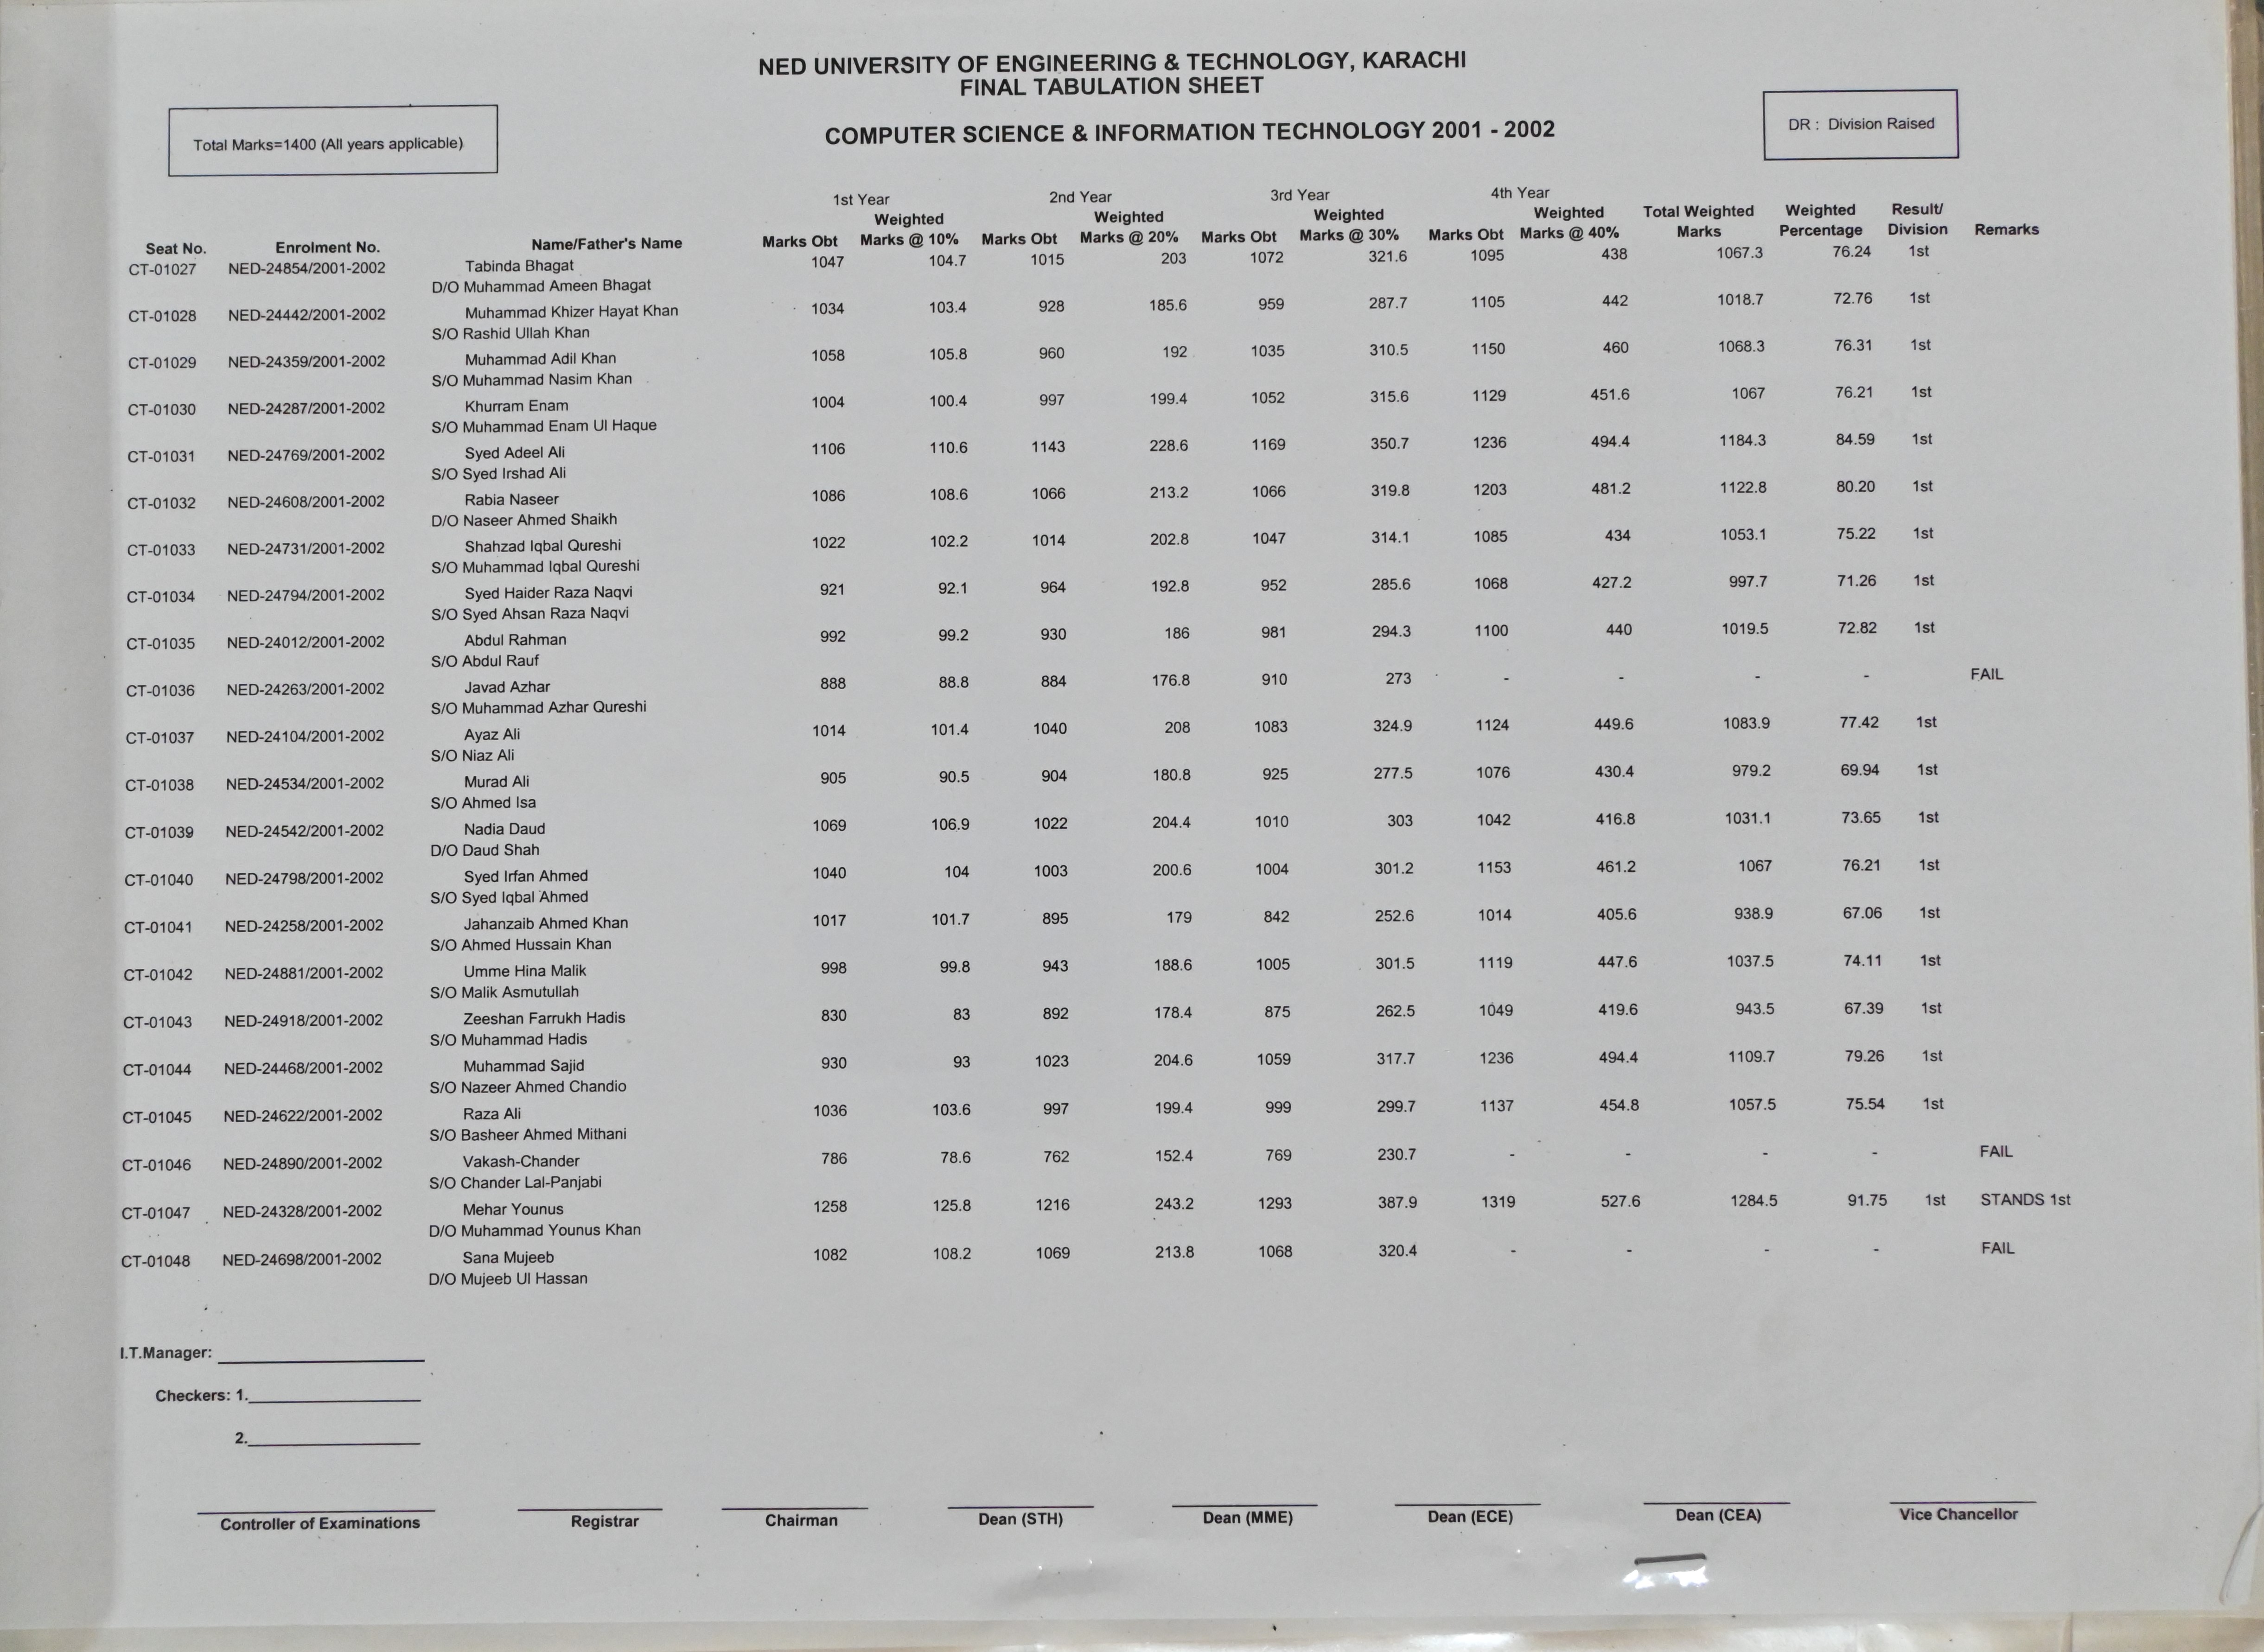 NED UNIVERSITY OF ENGINEERING & TECHNOLOGY, KARACHI
FINAL TABULATION SHEET
Total Marks=1400 (All years applicable)
COMPUTER SCIENCE & INFORMATION TECHNOLOGY 2001 - 2002
DR : Division Raised
1st Year 2nd Year 3rd Year 4th Year
Weighted Weighted Weighted Weighted Total Weighted Weighted Result/
Seat No. Enrolment No. Name/Father's Name Marks Obt Marks @ 10% Marks Obt Marks @ 20% Marks Obt Marks @ 30% Marks Obt Marks @ 40% Marks Percentage Division Remarks
CT-01027 NED-24854/2001-2002 Tabinda Bhagat 1047 104.7 1015 203 1072 321.6 1095 438 1067.3 76.24 1st
D/O Muhammad Ameen Bhagat
CT-01028 NED-24442/2001-2002 Muhammad Khizer Hayat Khan 1034 103.4 928 185.6 959 287.7 1105 442 1018.7 72.76 1st
S/O Rashid Ullah Khan
CT-01029 NED-24359/2001-2002 Muhammad Adil Khan 1058 105.8 960 192 1035 310.5 1150 460 1068.3 76.31 1st
S/O Muhammad Nasim Khan
CT-01030 NED-24287/2001-2002 Khurram Enam 1004 100.4 997 199.4 1052 315.6 1129 451.6 1067 76.21 1st
S/O Muhammad Enam Ul Haque
CT-01031 NED-24769/2001-2002 Syed Adeel Ali 1106 110.6 1143 228.6 1169 350.7 1236 494.4 1184.3 84.59 1st
S/O Syed Irshad Ali
CT-01032 NED-24608/2001-2002 Rabia Naseer 1086 108.6 1066 213.2 1066 319.8 1203 481.2 1122.8 80.20 1st
D/O Naseer Ahmed Shaikh
CT-01033 NED-24731/2001-2002 Shahzad Iqbal Qureshi 1022 102.2 1014 202.8 1047 314.1 1085 434 1053.1 75.22 1st
S/O Muhammad Iqbal Qureshi
CT-01034 NED-24794/2001-2002 Syed Haider Raza Naqvi 921 92.1 964 192.8 952 285.6 1068 427.2 997.7 71.26 1st
S/O Syed Ahsan Raza Naqvi
CT-01035 NED-24012/2001-2002 Abdul Rahman 992 99.2 930 186 981 294.3 1100 440 1019.5 72.82 1st
S/O Abdul Rauf
CT-01036 NED-24263/2001-2002 Javad Azhar 888 88.8 884 176.8 910 273 - - - - FAIL
S/O Muhammad Azhar Qureshi
CT-01037 NED-24104/2001-2002 Ayaz Ali 1014 101.4 1040 208 1083 324.9 1124 449.6 1083.9 77.42 1st
S/O Niaz Ali
CT-01038 NED-24534/2001-2002 Murad Ali 905 90.5 904 180.8 925 277.5 1076 430.4 979.2 69.94 1st
S/O Ahmed Isa
CT-01039 NED-24542/2001-2002 Nadia Daud 1069 106.9 1022 204.4 1010 303 1042 416.8 1031.1 73.65 1st
D/O Daud Shah
CT-01040 NED-24798/2001-2002 Syed Irfan Ahmed 1040 104 1003 200.6 1004 301.2 1153 461.2 1067 76.21 1st
S/O Syed Iqbal Ahmed
CT-01041 NED-24258/2001-2002 Jahanzaib Ahmed Khan 1017 101.7 895 179 842 252.6 1014 405.6 938.9 67.06 1st
S/O Ahmed Hussain Khan
CT-01042 NED-24881/2001-2002 Umme Hina Malik 998 99.8 943 188.6 1005 301.5 1119 447.6 1037.5 74.11 1st
S/O Malik Asmutullah
CT-01043 NED-24918/2001-2002 Zeeshan Farrukh Hadis 830 83 892 178.4 875 262.5 1049 419.6 943.5 67.39 1st
S/O Muhammad Hadis
CT-01044 NED-24468/2001-2002 Muhammad Sajid 930 93 1023 204.6 1059 317.7 1236 494.4 1109.7 79.26 1st
S/O Nazeer Ahmed Chandio
CT-01045 NED-24622/2001-2002 Raza Ali 1036 103.6 997 199.4 999 299.7 1137 454.8 1057.5 75.54 1st
S/O Basheer Ahmed Mithani
CT-01046 NED-24890/2001-2002 Vakash-Chander 786 78.6 762 152.4 769 230.7 - - - - FAIL
S/O Chander Lal-Panjabi
CT-01047 NED-24328/2001-2002 Mehar Younus 1258 125.8 1216 243.2 1293 387.9 1319 527.6 1284.5 91.75 1st STANDS 1st
D/O Muhammad Younus Khan
CT-01048 NED-24698/2001-2002 Sana Mujeeb 1082 108.2 1069 213.8 1068 320.4 - - - - FAIL
D/O Mujeeb Ul Hassan
I.T.Manager:
Checkers: 1.
2.
Controller of Examinations Registrar Chairman Dean (STH) Dean (MME) Dean (ECE) Dean (CEA) Vice Chancellor